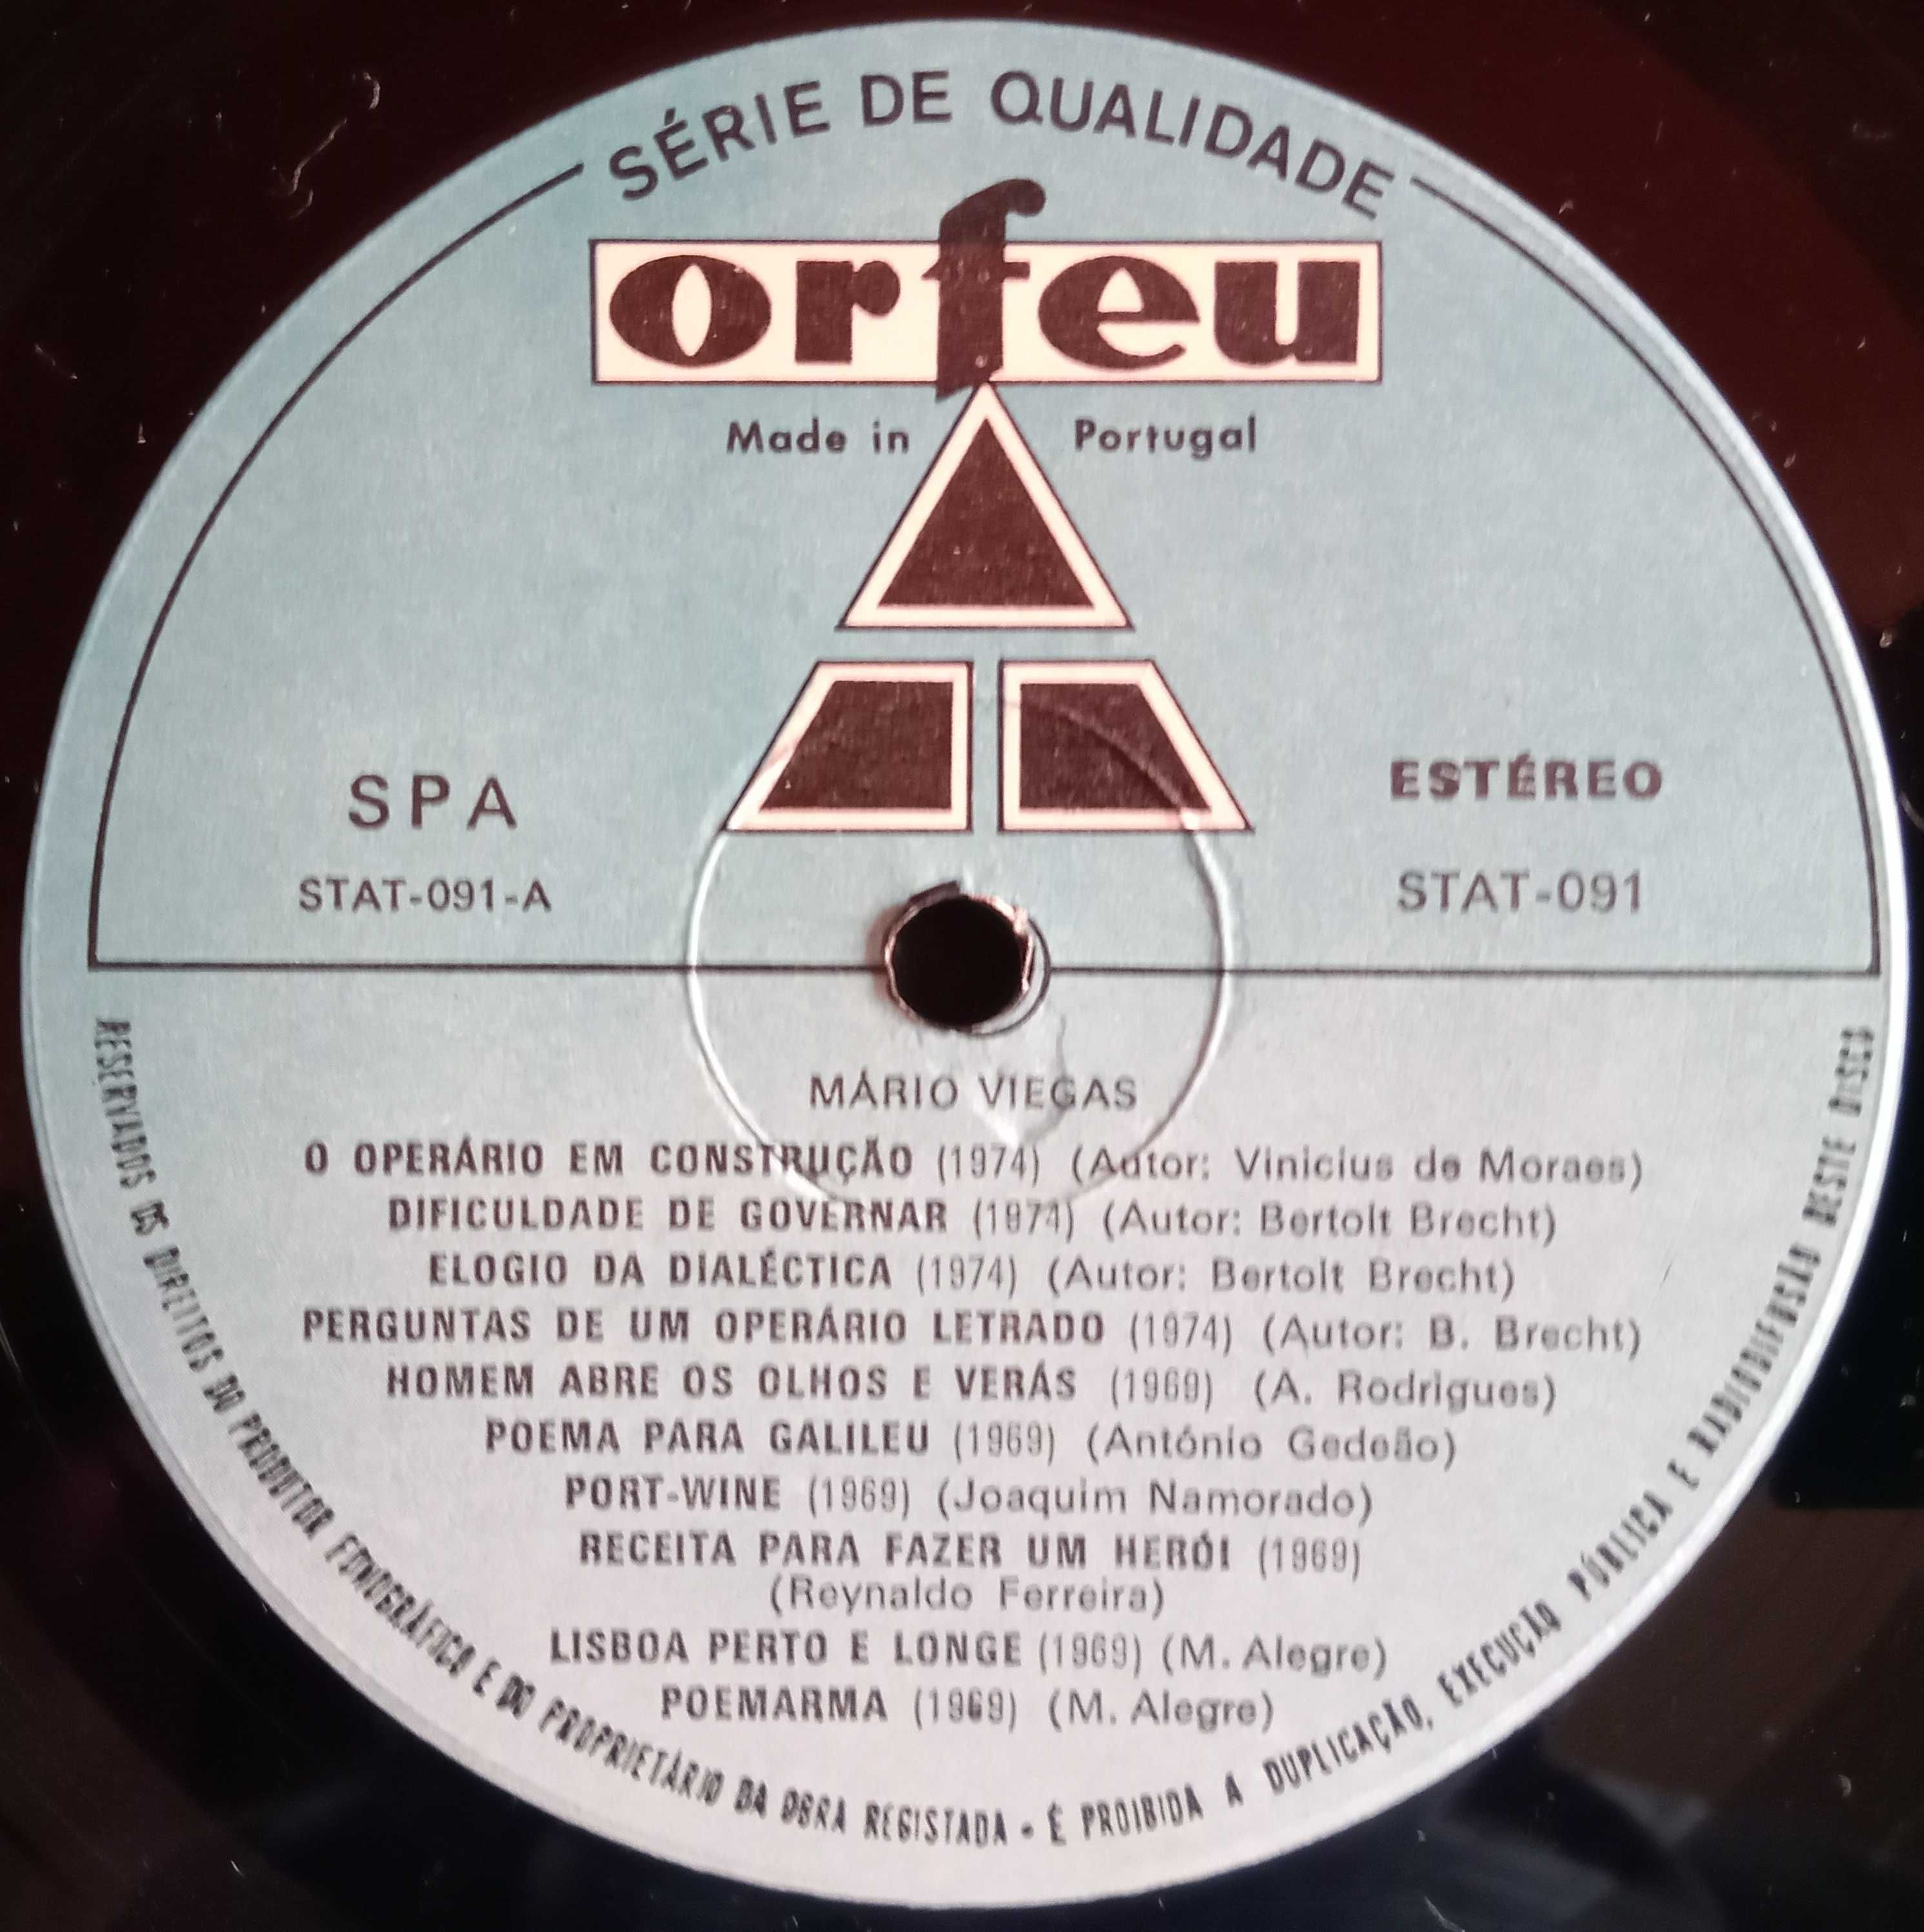 SÉRIE DE QUALIDADE
orfeu
Made in Portugal
SPA
ESTÉREO
STAT-091-A
STAT-091
MÁRIO VIEGAS
O OPERÁRIO EM CONSTRUÇÃO (1974) (Autor: Vinicius de Moraes)
DIFICULDADE DE GOVERNAR (1974) (Autor: Bertolt Brecht)
ELOGIO DA DIALÉCTICA (1974) (Autor: Bertolt Brecht)
PERGUNTAS DE UM OPERÁRIO LETRADO (1974) (Autor: B. Brecht)
HOMEM ABRE OS OLHOS E VERÁS (1969) (A. Rodrigues)
POEMA PARA GALILEU (1969) (António Gedeão)
PORT-WINE (1969) (Joaquim Namorado)
RECEITA PARA FAZER UM HERÓI (1969)
(Reynaldo Ferreira)
LISBOA PERTO E LONGE (1969) (M. Alegre)
POEMARMA (1969) (M. Alegre)
RESERVADOS OS DIREITOS DO PRODUTOR FONOGRÁFICO E DO PROPRIETÁRIO DA OBRA REGISTADA • É PROIBIDA A DUPLICAÇÃO, EXECUÇÃO PÚBLICA E RADIODIFUSÃO DESTE DISCO